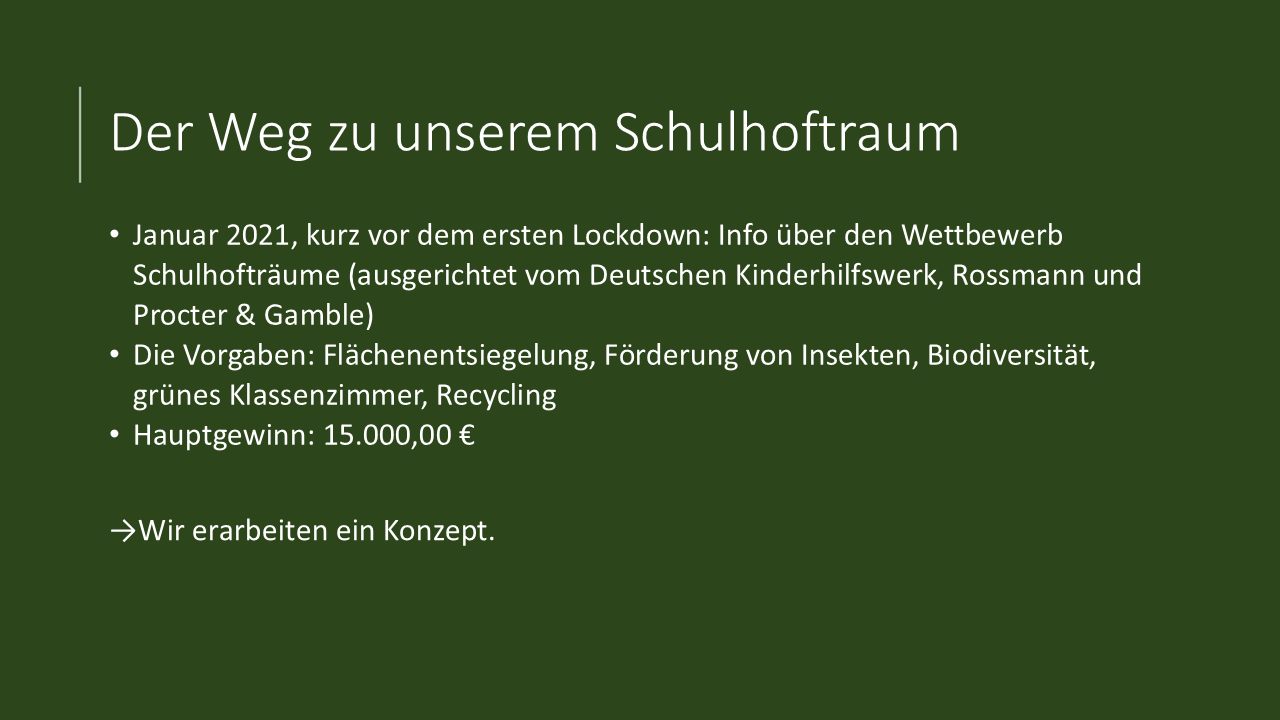 Der Weg zu unserem Schulhoftraum
• Januar 2021, kurz vor dem ersten Lockdown: Info über den Wettbewerb
Schulhofträume (ausgerichtet vom Deutschen Kinderhilfswerk, Rossmann und
Procter & Gamble)
• Die Vorgaben: Flächenentsiegelung, Förderung von Insekten, Biodiversität,
grünes Klassenzimmer, Recycling
• Hauptgewinn: 15.000,00 €
→Wir erarbeiten ein Konzept.